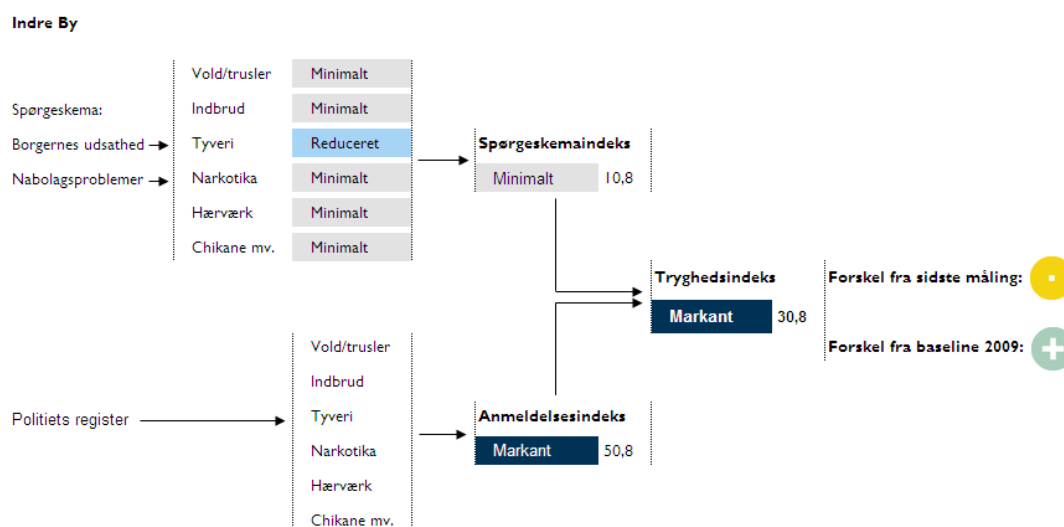 Indre By
Vold/trusler Minimalt
Spørgeskema: Indbrud Minimalt
Borgernes udsathed Tyveri Reduceret
Nabolagsproblemer Narkotika Minimalt
Hærværk Minimalt
Chikane mv. Minimalt
Spørgeskemaindeks
Minimalt 10,8
Tryghedsindeks
Markant 30,8
Forskel fra sidste måling:
Forskel fra baseline 2009:
Politiets register
Vold/trusler
Indbrud
Tyveri
Narkotika
Hærværk
Chikane mv.
Anmeldelsesindeks
Markant 50,8